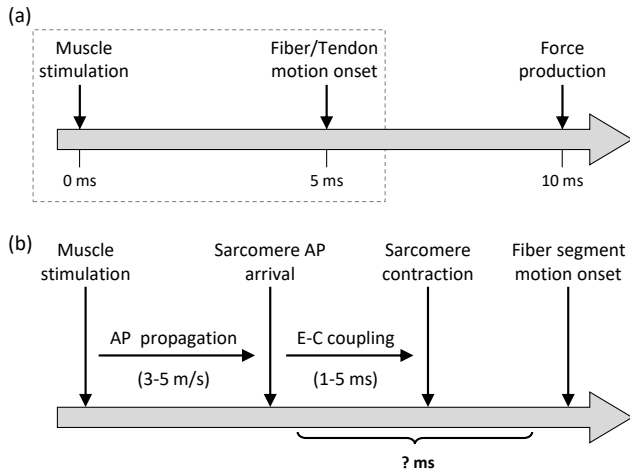 (a)
Muscle
stimulation
Fiber/Tendon
motion onset
Force
production
0 ms
5 ms
10 ms
(b)
Muscle
stimulation
Sarcomere AP
arrival
Sarcomere
contraction
Fiber segment
motion onset
AP propagation
(3-5 m/s)
E-C coupling
(1-5 ms)
? ms